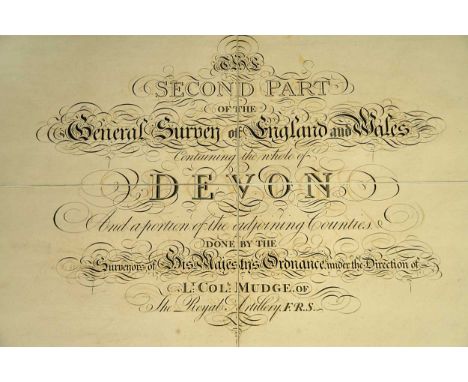 THE
SECOND PART
OF THE
General Survey of England and Wales
Containing the whole of
DEVON
And a portion of the adjoining Counties
DONE BY THE
Surveyors of His Majestys Ordnance, under the Direction of
Lt. Col. MUDGE, OF
The Royal Artillery, F.R.S.